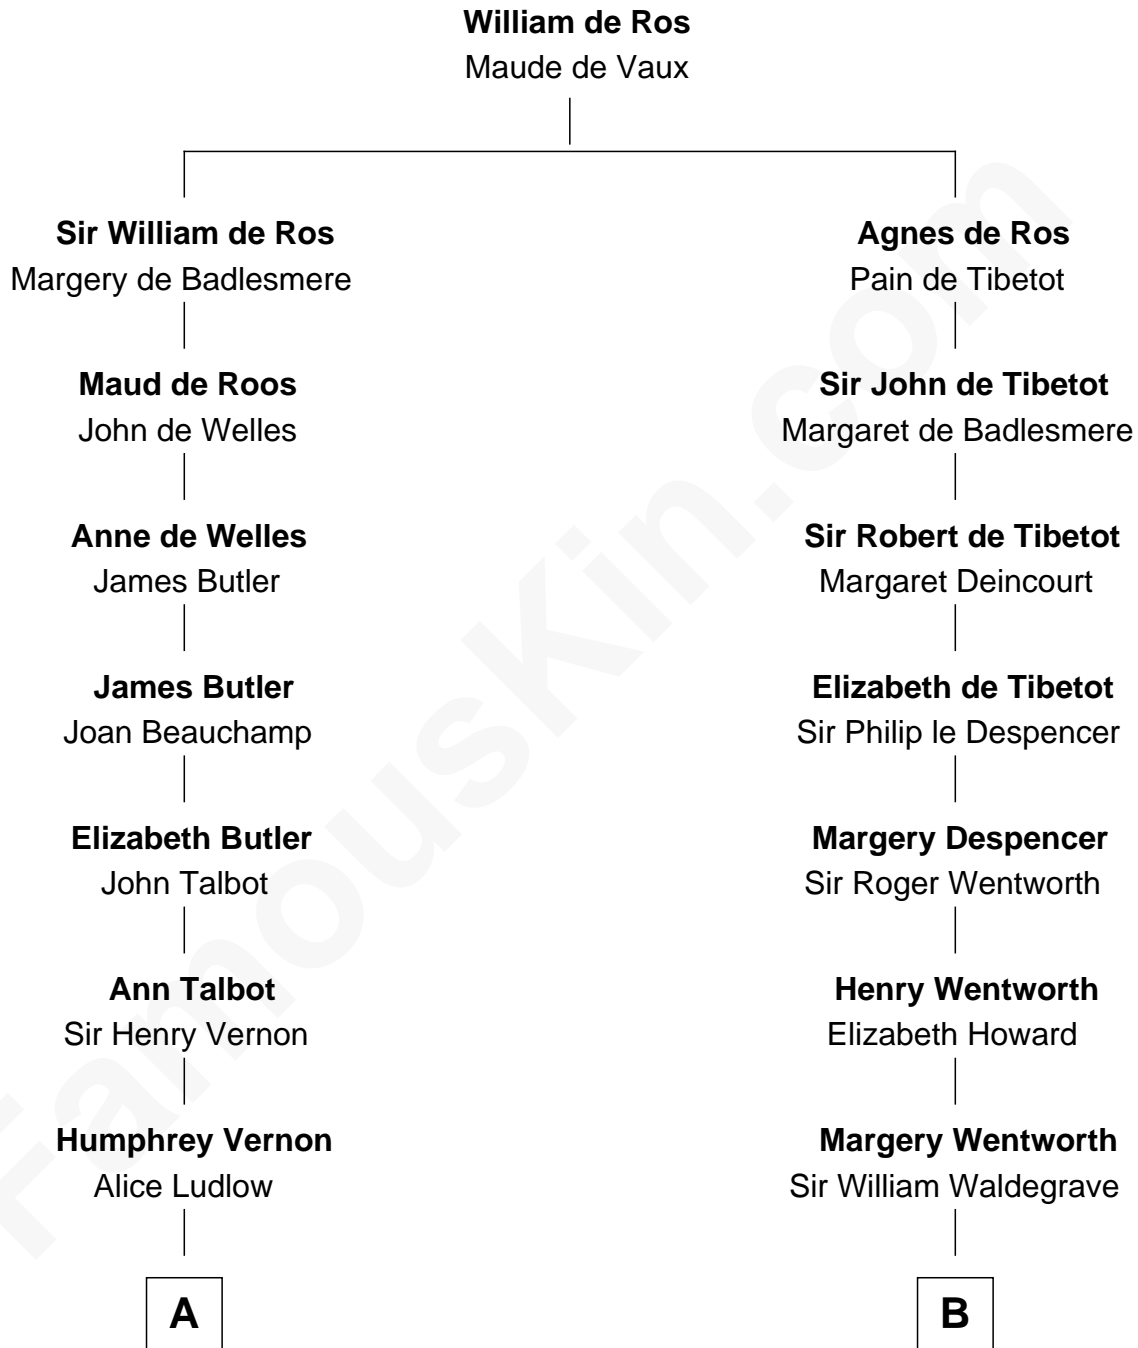 William de Ros
Maude de Vaux
Sir William de Ros
Margery de Badlesmere
Agnes de Ros
Pain de Tibetot
Maud de Roos
John de Welles
Sir John de Tibetot
Margaret de Badlesmere
Anne de Welles
James Butler
Sir Robert de Tibetot
Margaret Deincourt
James Butler
Joan Beauchamp
Elizabeth de Tibetot
Sir Philip le Despencer
Elizabeth Butler
John Talbot
Margery Despencer
Sir Roger Wentworth
Ann Talbot
Sir Henry Vernon
Henry Wentworth
Elizabeth Howard
Humphrey Vernon
Alice Ludlow
Margery Wentworth
Sir William Waldegrave
A
B
FamousKin.com